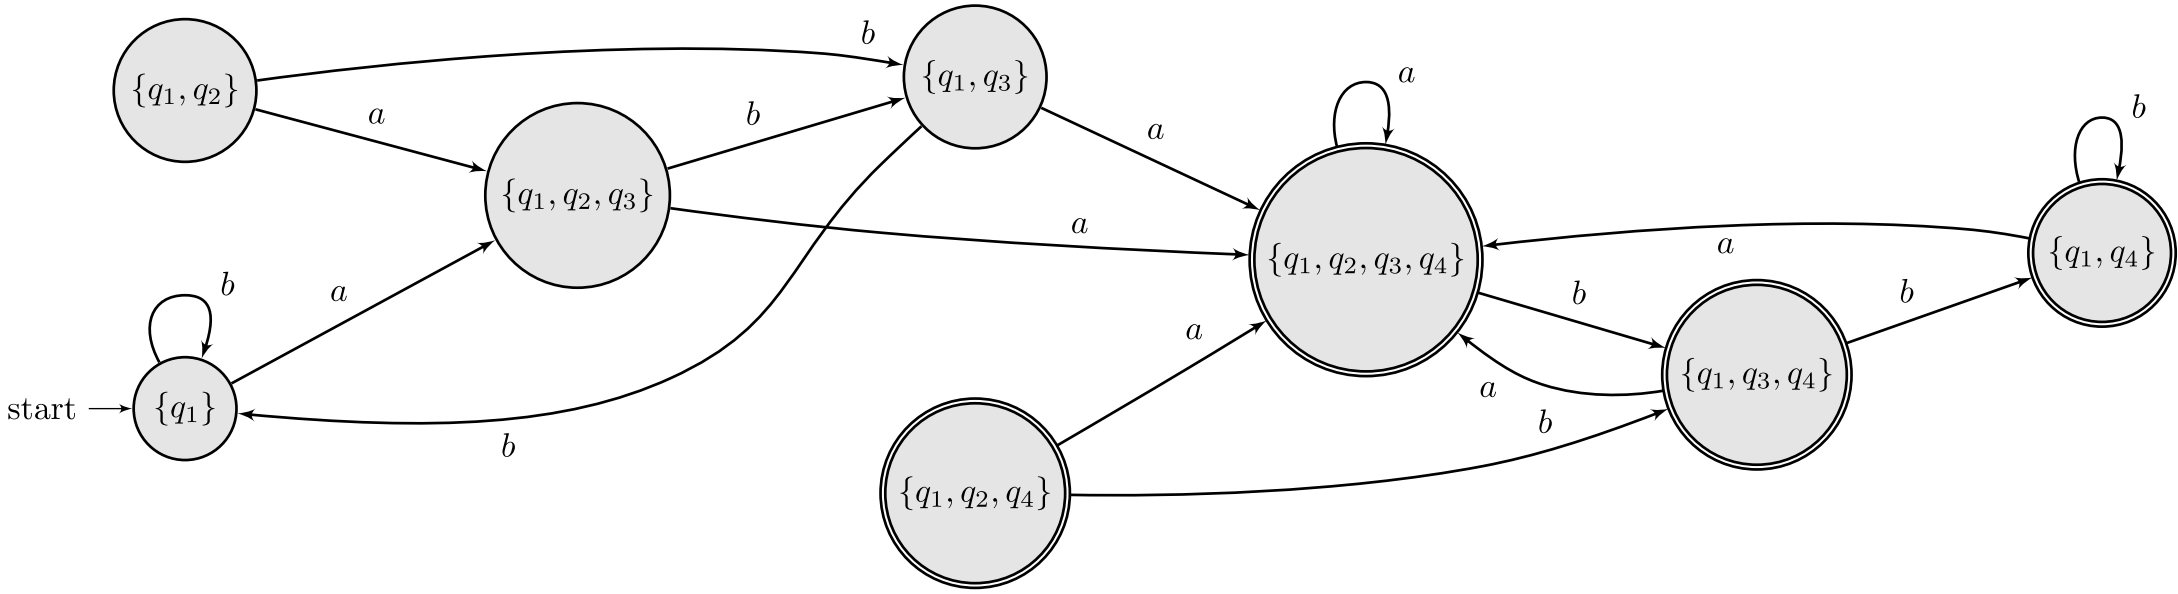 b
{q₁, q₃}
{q₁, q₂}
a
b
a
a
b
{q₁, q₂, q₃}
a
a
{q₁, q₂, q₃, q₄}
{q₁, q₄}
b
a
b
b
a
a
start
{q₁}
{q₁, q₃, q₄}
b
b
{q₁, q₂, q₄}